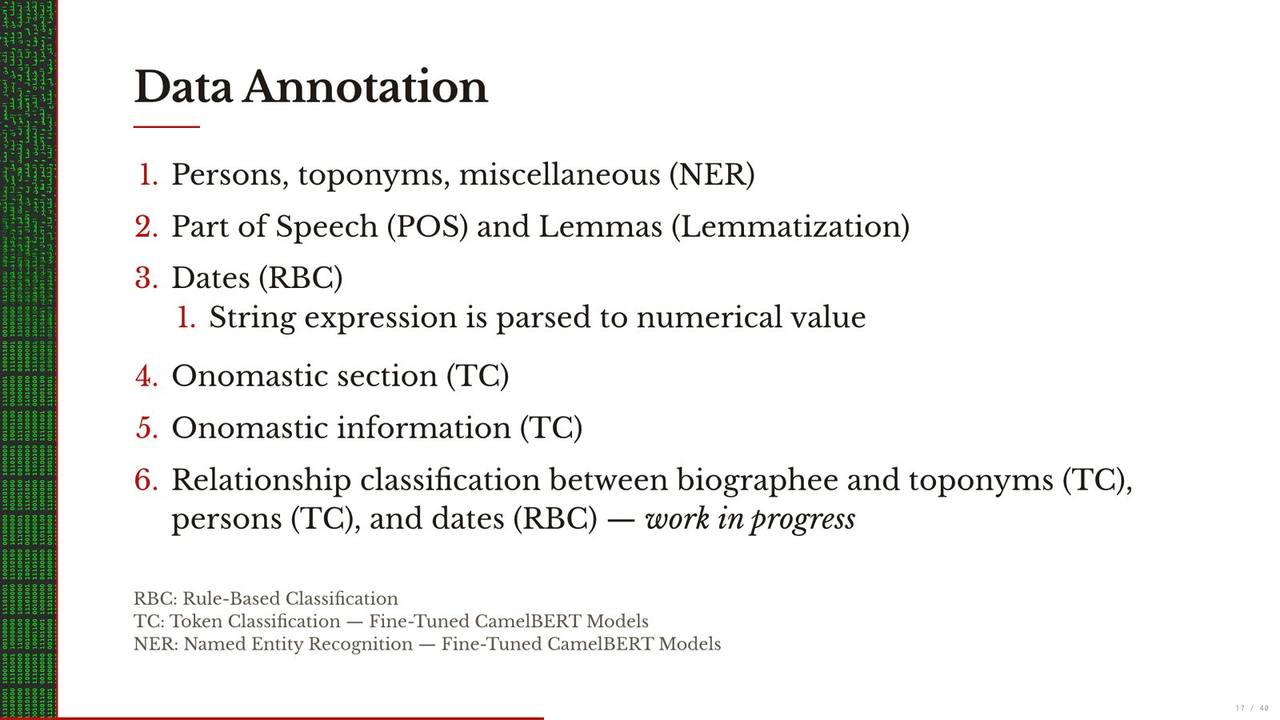 Data Annotation
1. Persons, toponyms, miscellaneous (NER)
2. Part of Speech (POS) and Lemmas (Lemmatization)
3. Dates (RBC)
1. String expression is parsed to numerical value
4. Onomastic section (TC)
5. Onomastic information (TC)
6. Relationship classification between biographee and toponyms (TC),
persons (TC), and dates (RBC) — work in progress
RBC: Rule-Based Classification
TC: Token Classification — Fine-Tuned CamelBERT Models
NER: Named Entity Recognition — Fine-Tuned CamelBERT Models
17 / 40